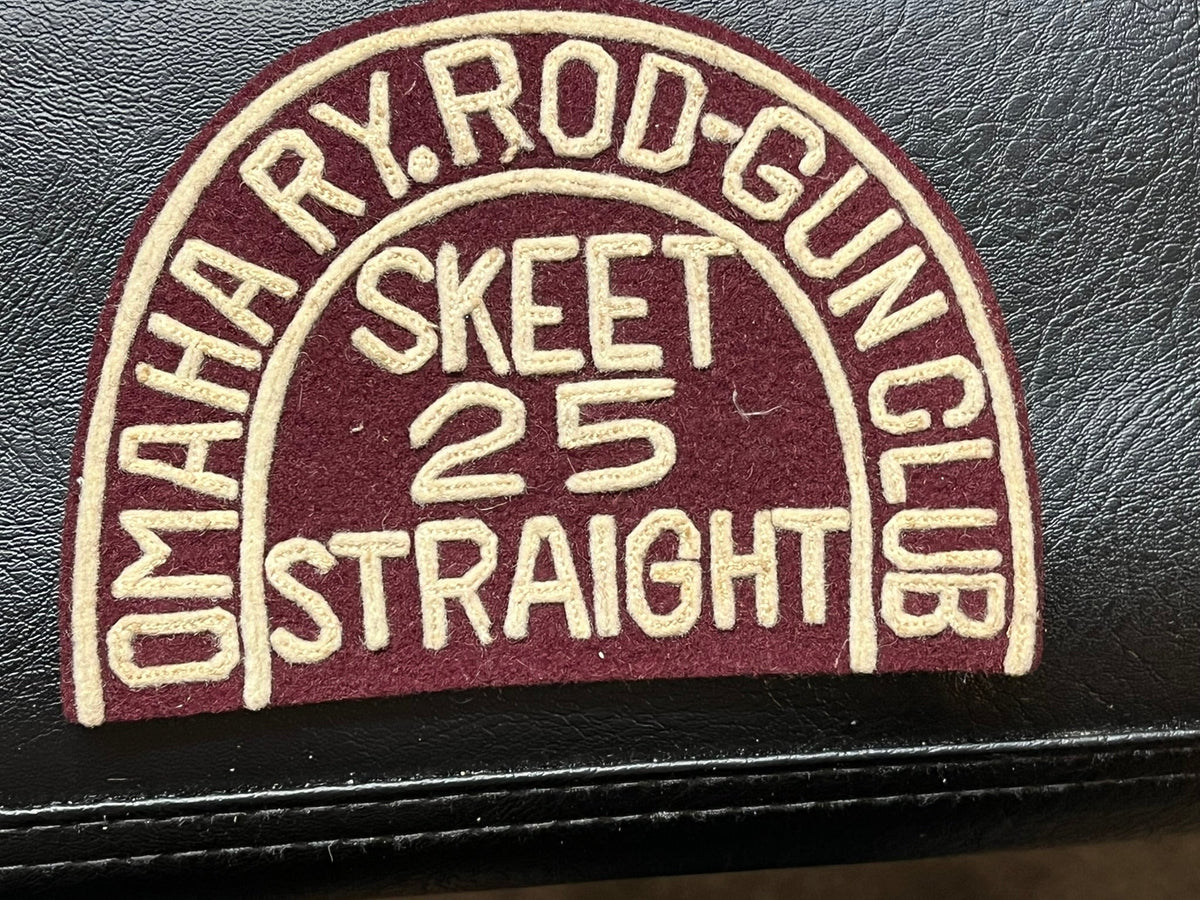 OMAHA RY. ROD-GUN CLUB
SKEET
25
STRAIGHT